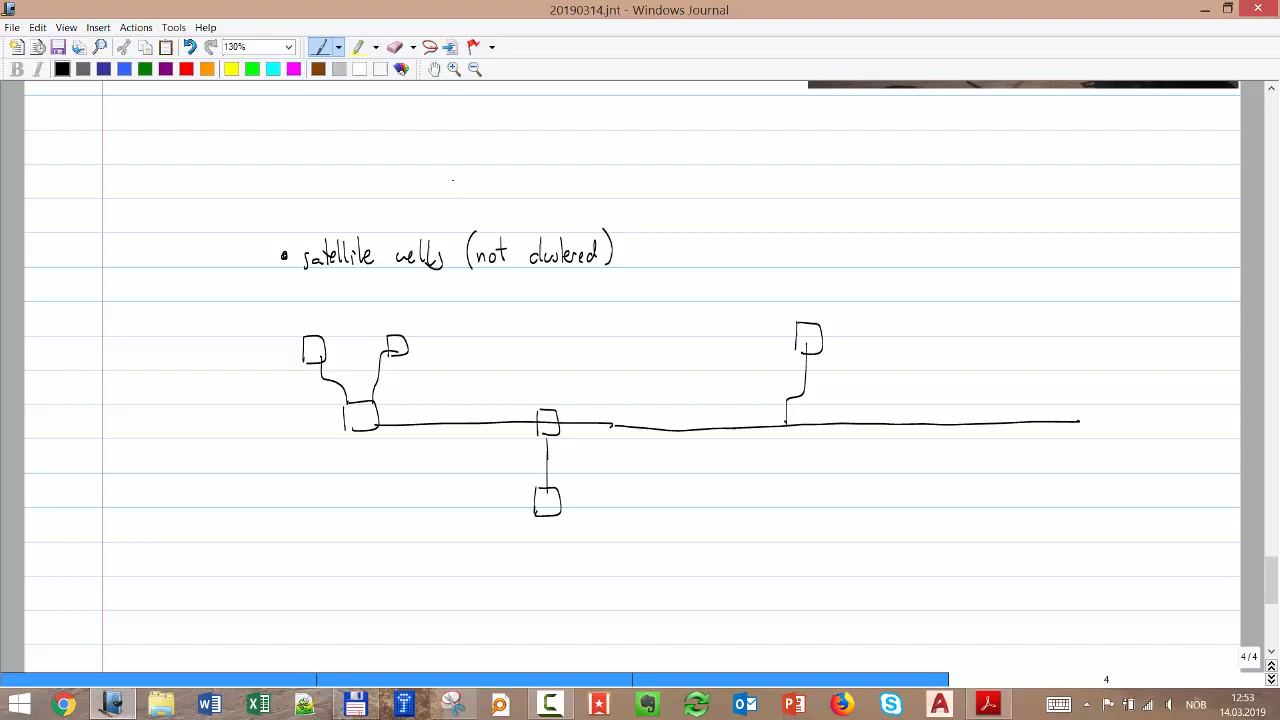 20190314.jnt - Windows Journal
File Edit View Insert Actions Tools Help
130%
B I
• satellite wells (not clustered)
4 / 4
4
NOR
12:53
14.03.2019